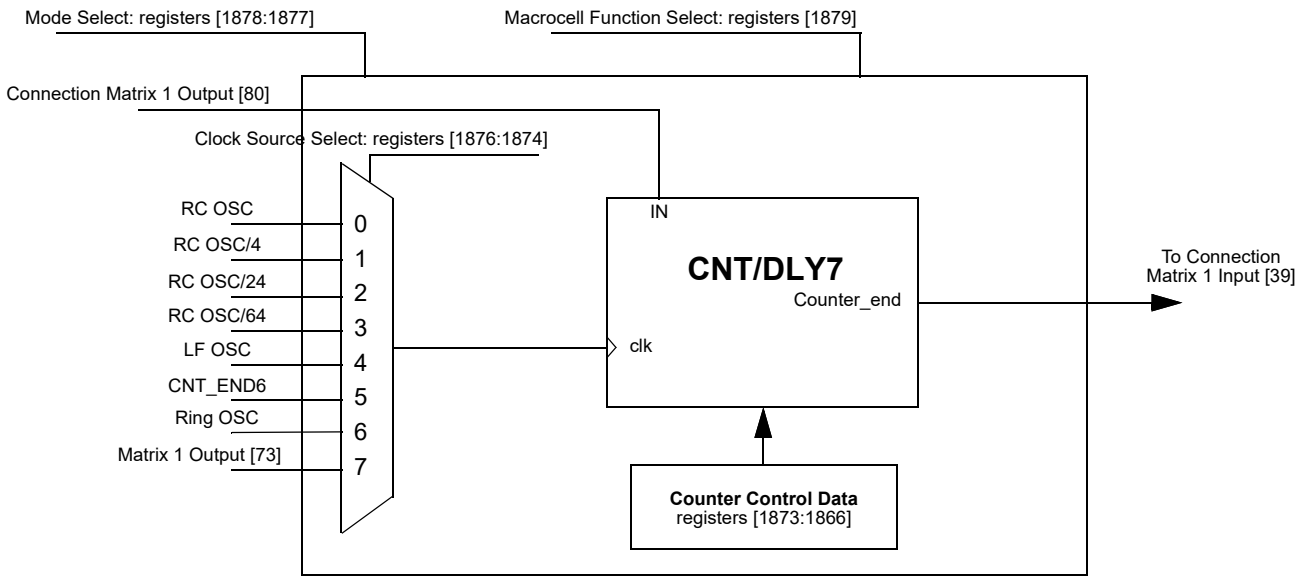 Mode Select: registers [1878:1877]
Macrocell Function Select: registers [1879]
Connection Matrix 1 Output [80]
Clock Source Select: registers [1876:1874]
RC OSC
0
RC OSC/4
1
RC OSC/24
2
RC OSC/64
3
LF OSC
4
CNT_END6
5
Ring OSC
6
Matrix 1 Output [73]
7
IN
CNT/DLY7
Counter_end
clk
To Connection
Matrix 1 Input [39]
Counter Control Data
registers [1873:1866]